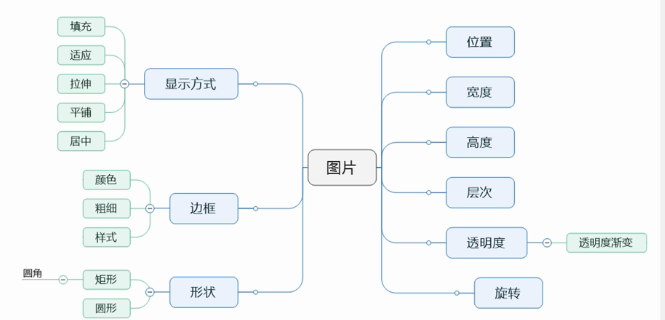 填充
适应
拉伸
平铺
居中
显示方式
颜色
粗细
样式
边框
圆角
矩形
圆形
形状
图片
位置
宽度
高度
层次
透明度
透明度渐变
旋转